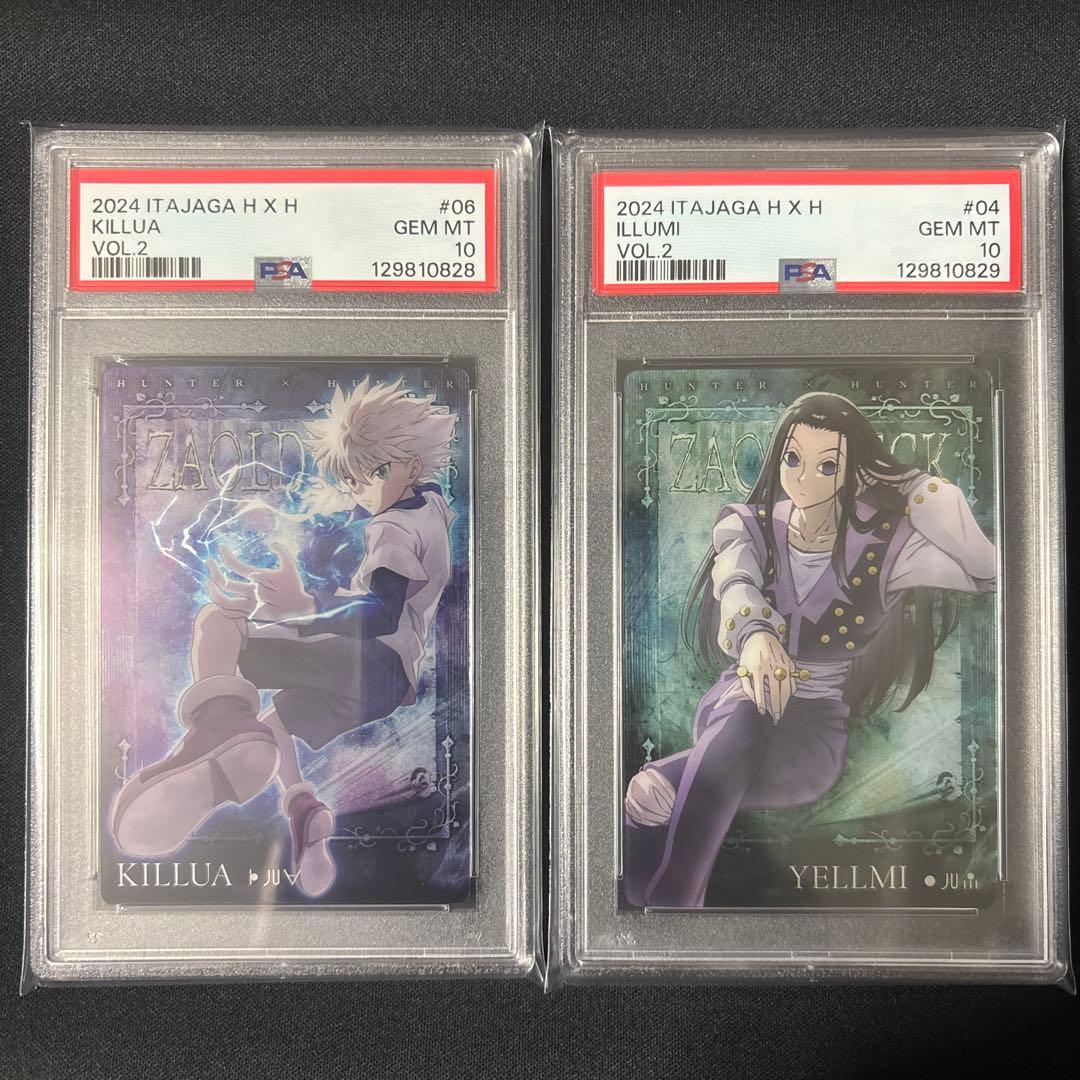 2024 ITAJAGA H X H #06
KILLUA GEM MT
VOL.2 10
PSA 129810828
HUNTER × HUNTER
KILLUA
2024 ITAJAGA H X H #04
ILLUMI GEM MT
VOL.2 10
PSA 129810829
HUNTER × HUNTER
YELLMI